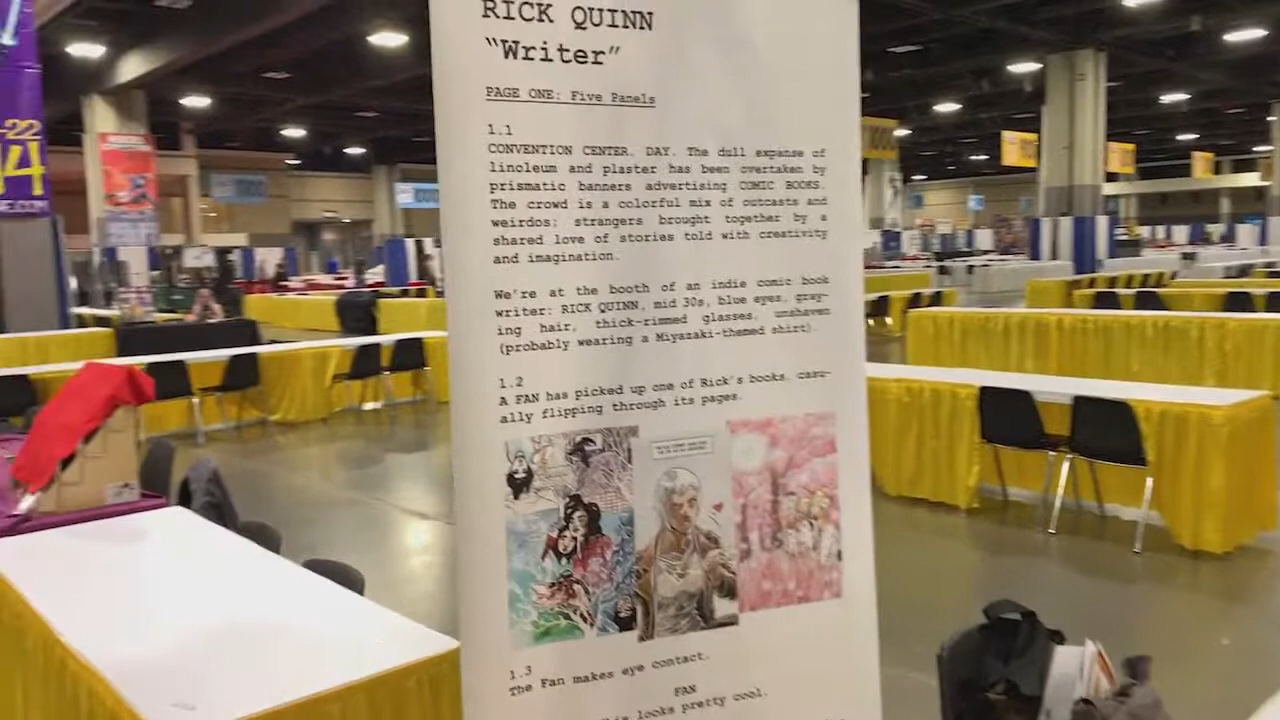 RICK QUINN
“Writer”
PAGE ONE: Five Panels
1.1
CONVENTION CENTER. DAY. The dull expanse of
linoleum and plaster has been overtaken by
prismatic banners advertising COMIC BOOKS.
The crowd is a colorful mix of outcasts and
weirdos; strangers brought together by a
shared love of stories told with creativity
and imagination.
We're at the booth of an indie comic book
writer: RICK QUINN, mid 30s, blue eyes, gray-
ing hair, thick-rimmed glasses, unshaven
(probably wearing a Miyazaki-themed shirt).
1.2
A FAN has picked up one of Rick's books, casu-
ally flipping through its pages.
1.3
The Fan makes eye contact.
FAN
looks pretty cool.
-22